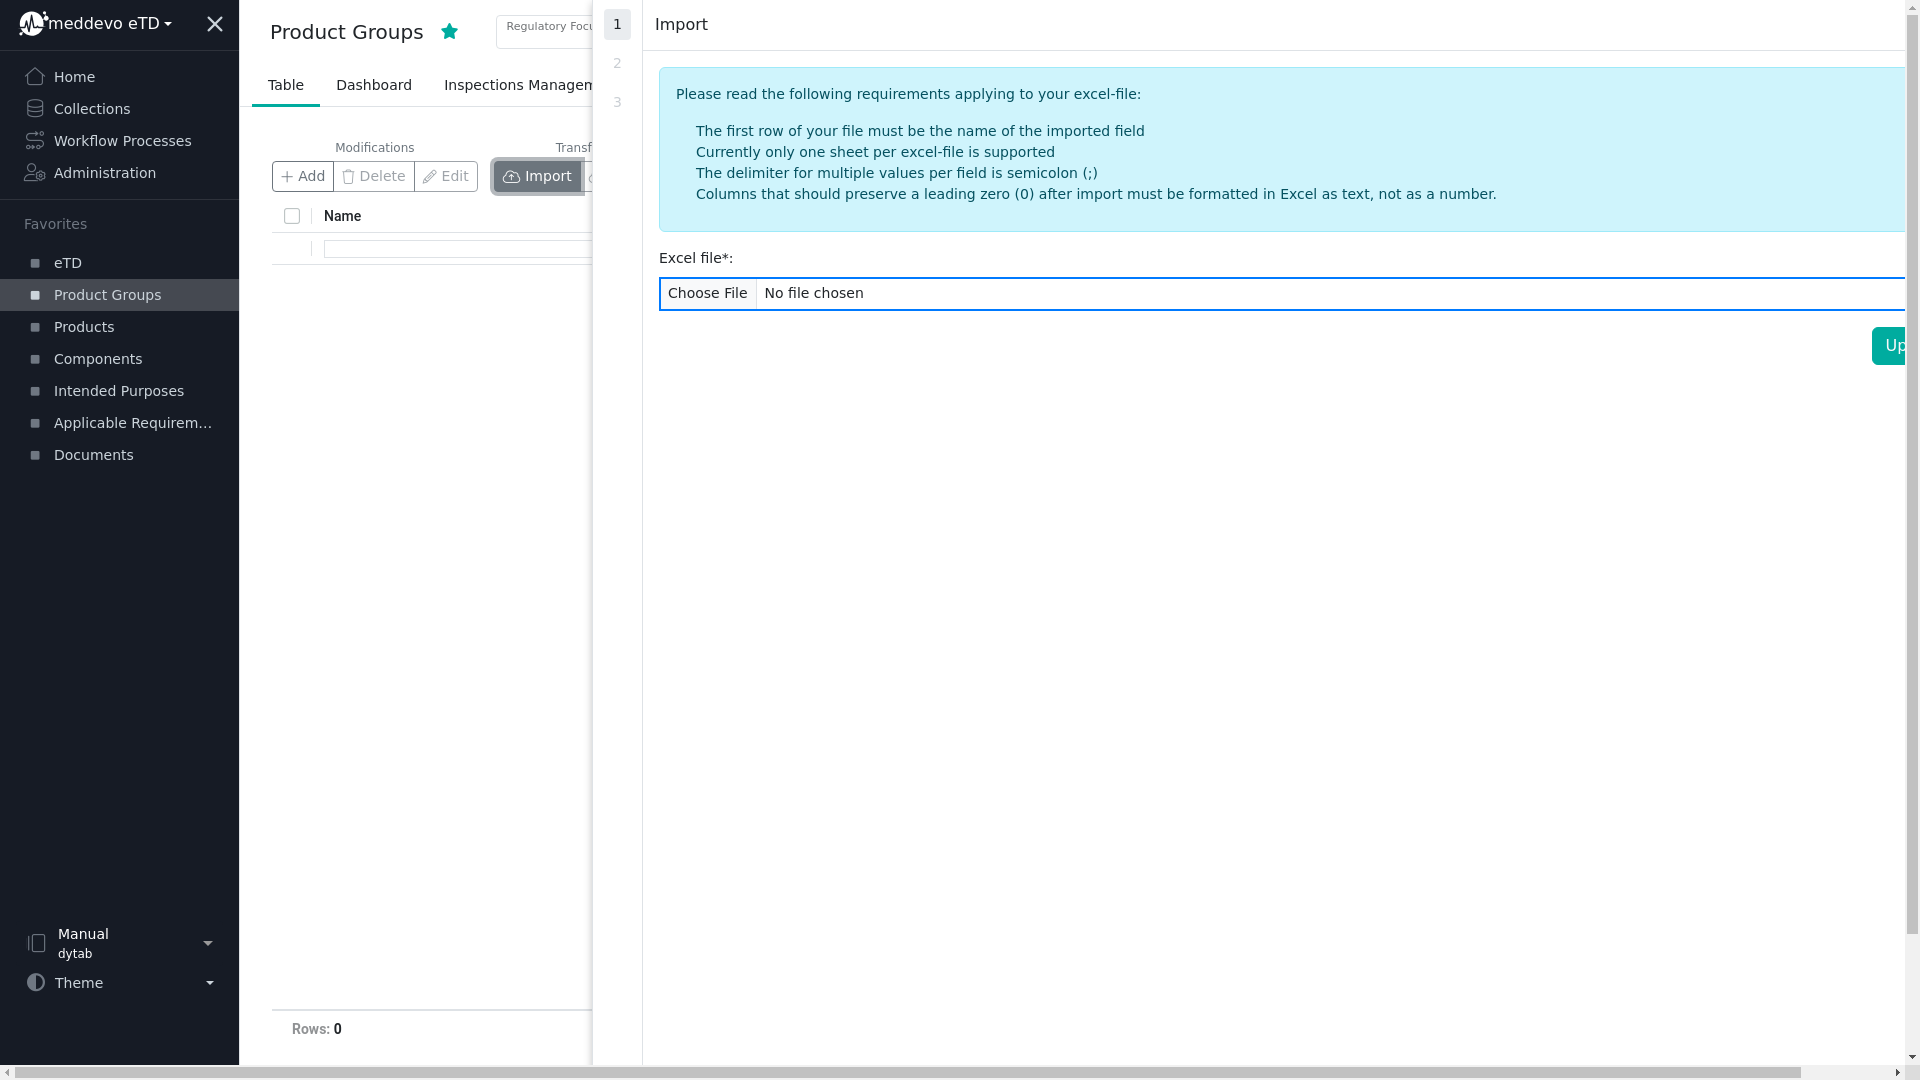 meddevo eTD
Home
Collections
Workflow Processes
Administration
Favorites
eTD
Product Groups
Products
Components
Intended Purposes
Applicable Requirem...
Documents
Manual
dytab
Theme
Product Groups
Regulatory Focu
Table
Dashboard
Inspections Managem
Modifications
Transf
Add
Delete
Edit
Import
Name
Rows: 0
1
2
3
Import
Please read the following requirements applying to your excel-file:
The first row of your file must be the name of the imported field
Currently only one sheet per excel-file is supported
The delimiter for multiple values per field is semicolon (;)
Columns that should preserve a leading zero (0) after import must be formatted in Excel as text, not as a number.
Excel file*:
Choose File
No file chosen
Up